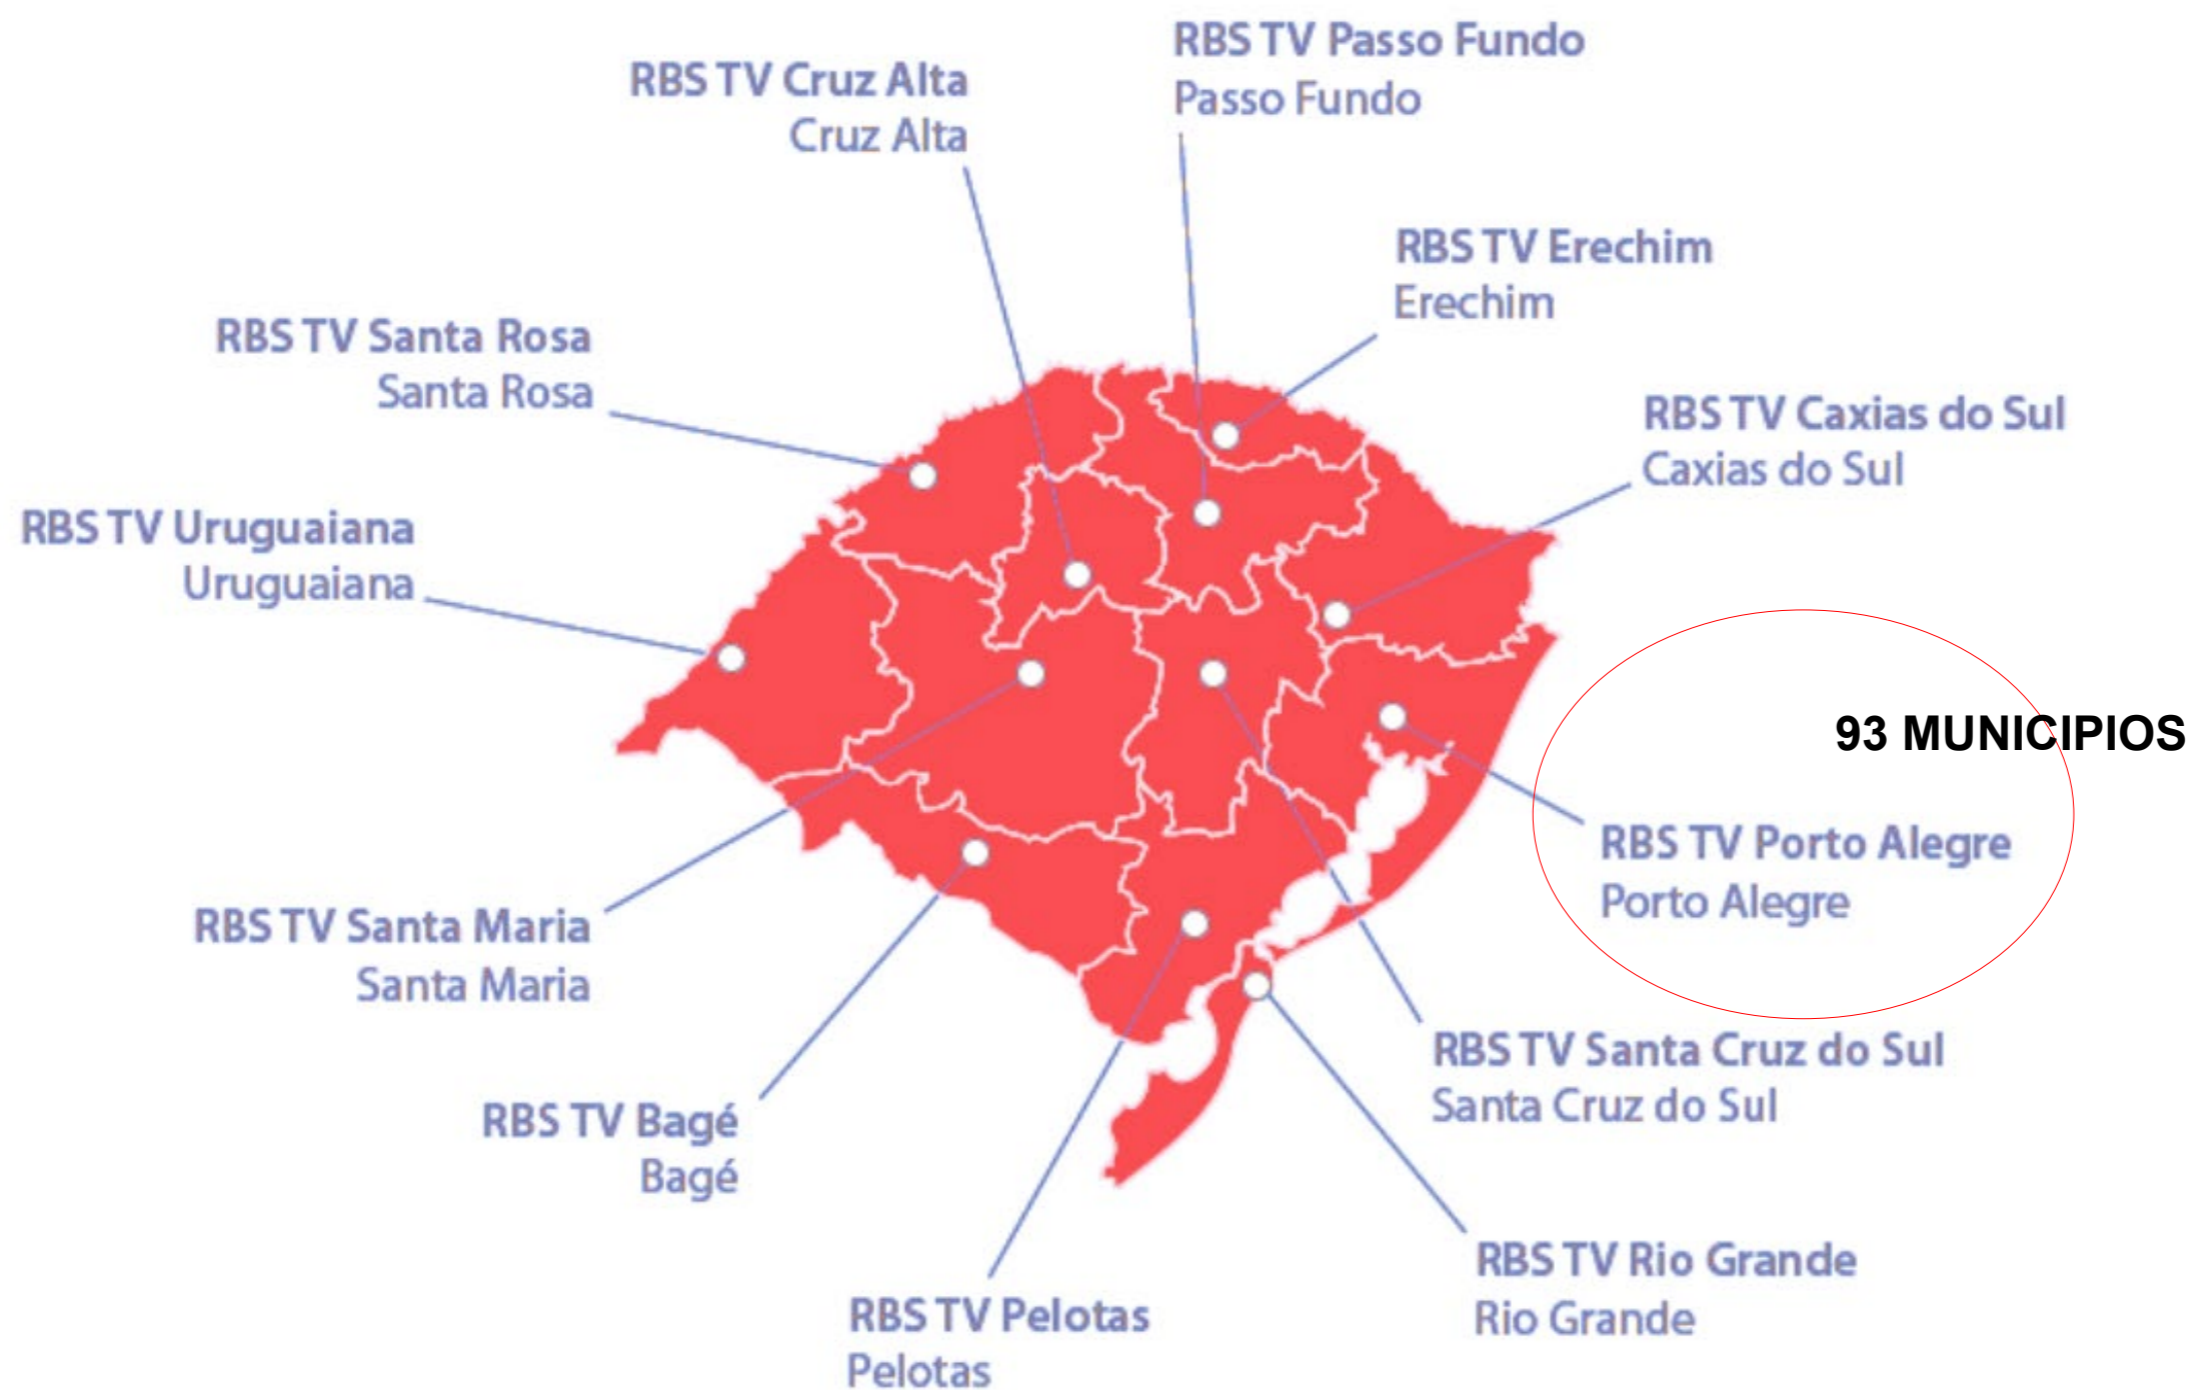 RBS TV Passo Fundo
Passo Fundo
RBS TV Cruz Alta
Cruz Alta
RBS TV Erechim
Erechim
RBS TV Santa Rosa
Santa Rosa
RBS TV Caxias do Sul
Caxias do Sul
RBS TV Uruguaiana
Uruguaiana
93 MUNICIPIOS
RBS TV Porto Alegre
Porto Alegre
RBS TV Santa Maria
Santa Maria
RBS TV Santa Cruz do Sul
Santa Cruz do Sul
RBS TV Bagé
Bagé
RBS TV Rio Grande
Rio Grande
RBS TV Pelotas
Pelotas